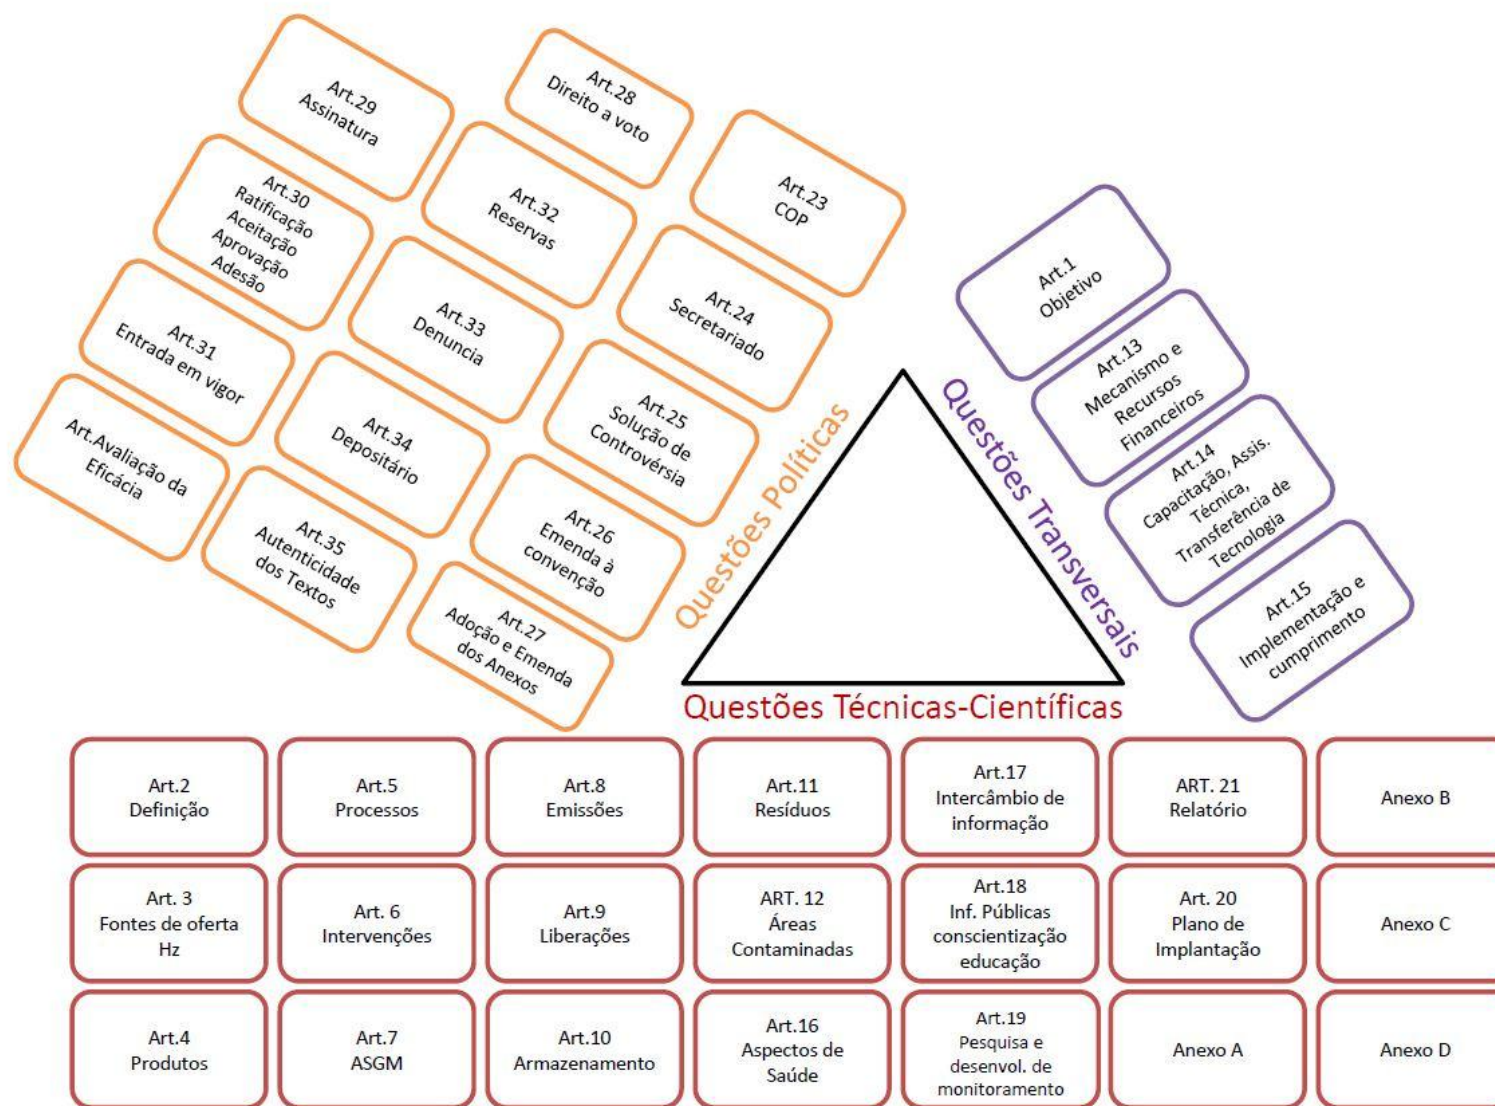 Art.29
Assinatura
Art.28
Direito a voto
Art.23
COP
Art.30
Ratificação
Aceitação
Aprovação
Adesão
Art.32
Reservas
Art.24
Secretariado
Art.31
Entrada em vigor
Art.33
Denuncia
Art.25
Solução de
Controvérsia
Art.Avaliação da
Eficácia
Art.34
Depositário
Art.26
Emenda à
convenção
Art.35
Autenticidade
dos Textos
Art.27
Adoção e Emenda
dos Anexos
Questões Políticas
Art.1
Objetivo
Art.13
Mecanismo e
Recursos
Financeiros
Art.14
Capacitação, Assis.
Técnica,
Transferência de
Tecnologia
Art.15
Implementação e
cumprimento
Questões Transversais
Questões Técnicas-Científicas
Art.2
Definição
Art.5
Processos
Art.8
Emissões
Art.11
Resíduos
Art.17
Intercâmbio de
informação
ART. 21
Relatório
Anexo B
Art. 3
Fontes de oferta
Hz
Art. 6
Intervenções
Art.9
Liberações
ART. 12
Áreas
Contaminadas
Art.18
Inf. Públicas
conscientização
educação
Art. 20
Plano de
Implantação
Anexo C
Art.4
Produtos
Art.7
ASGM
Art.10
Armazenamento
Art.16
Aspectos de
Saúde
Art.19
Pesquisa e
desenvol. de
monitoramento
Anexo A
Anexo D